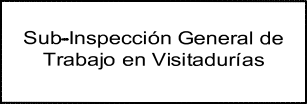 Sub-Inspección General de
Trabajo en Visitadurías